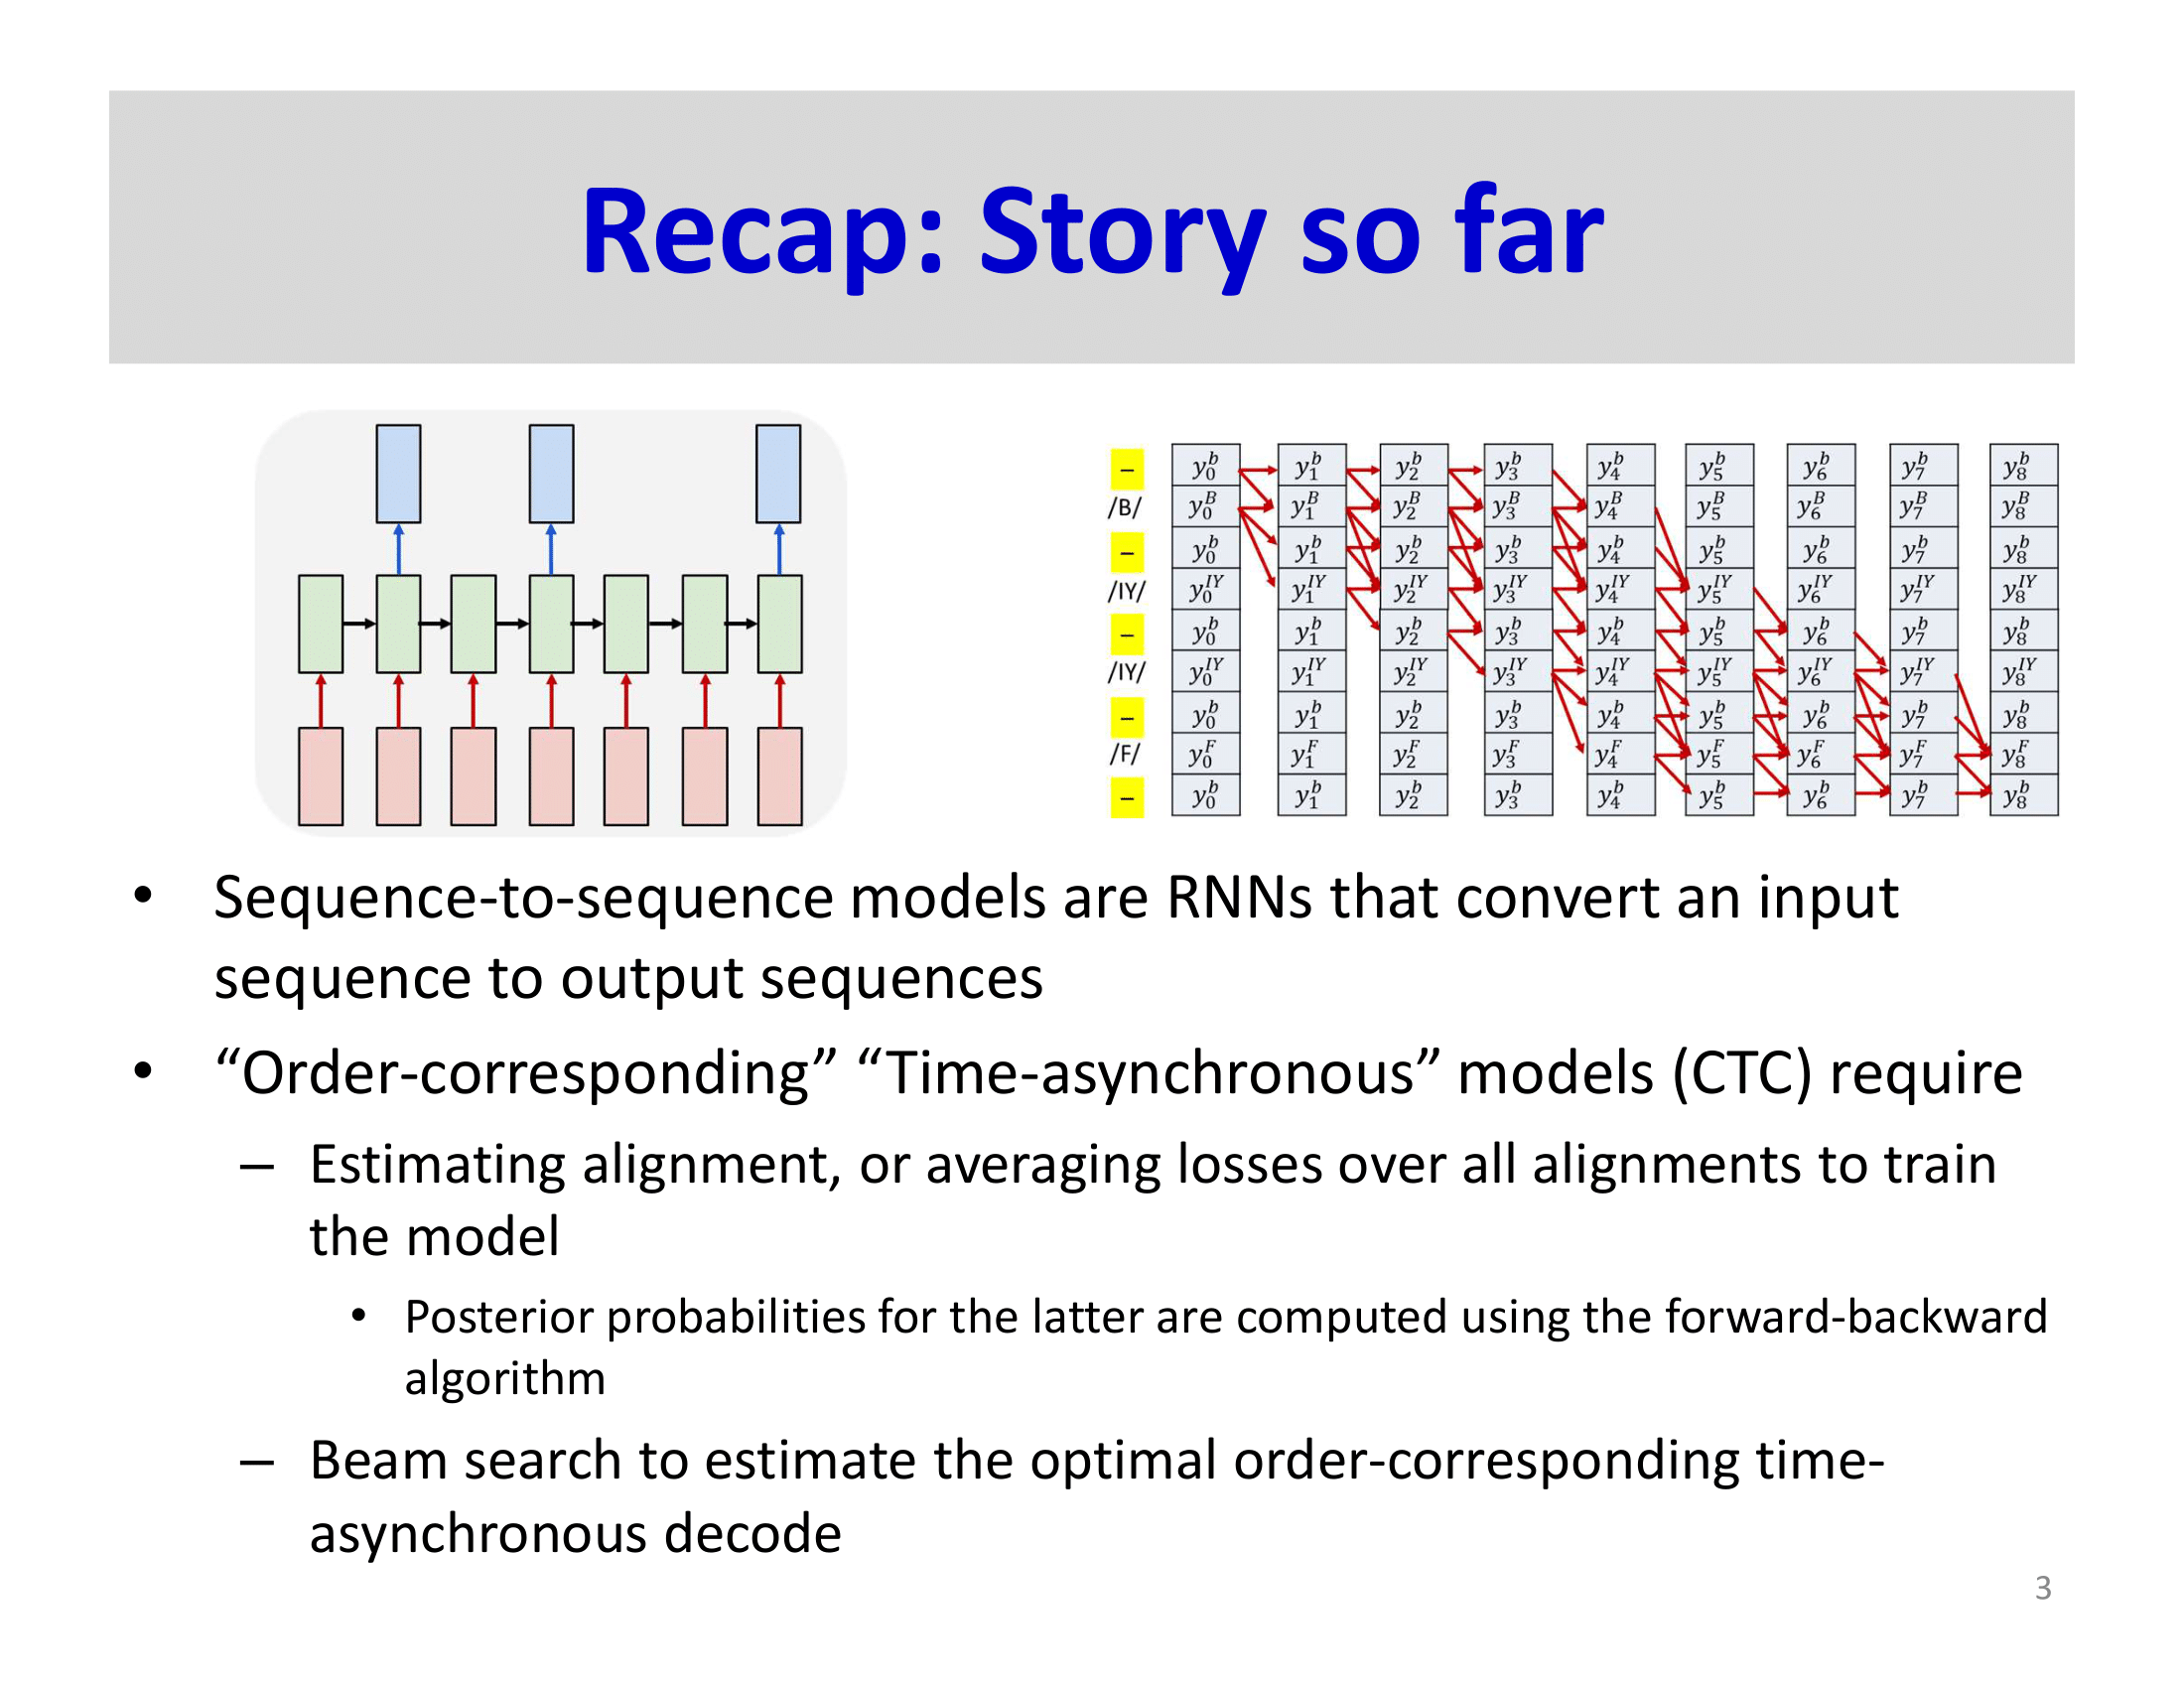 Recap: Story so far
– y_0^b y_1^b y_2^b y_3^b y_4^b y_5^b y_6^b y_7^b y_8^b
/B/ y_0^B y_1^B y_2^B y_3^B y_4^B y_5^B y_6^B y_7^B y_8^B
– y_0^b y_1^b y_2^b y_3^b y_4^b y_5^b y_6^b y_7^b y_8^b
/IY/ y_0^IY y_1^IY y_2^IY y_3^IY y_4^IY y_5^IY y_6^IY y_7^IY y_8^IY
– y_0^b y_1^b y_2^b y_3^b y_4^b y_5^b y_6^b y_7^b y_8^b
/IY/ y_0^IY y_1^IY y_2^IY y_3^IY y_4^IY y_5^IY y_6^IY y_7^IY y_8^IY
– y_0^b y_1^b y_2^b y_3^b y_4^b y_5^b y_6^b y_7^b y_8^b
/F/ y_0^F y_1^F y_2^F y_3^F y_4^F y_5^F y_6^F y_7^F y_8^F
– y_0^b y_1^b y_2^b y_3^b y_4^b y_5^b y_6^b y_7^b y_8^b
• Sequence-to-sequence models are RNNs that convert an input
sequence to output sequences
• “Order-corresponding” “Time-asynchronous” models (CTC) require
– Estimating alignment, or averaging losses over all alignments to train
the model
• Posterior probabilities for the latter are computed using the forward-backward
algorithm
– Beam search to estimate the optimal order-corresponding time-
asynchronous decode
3